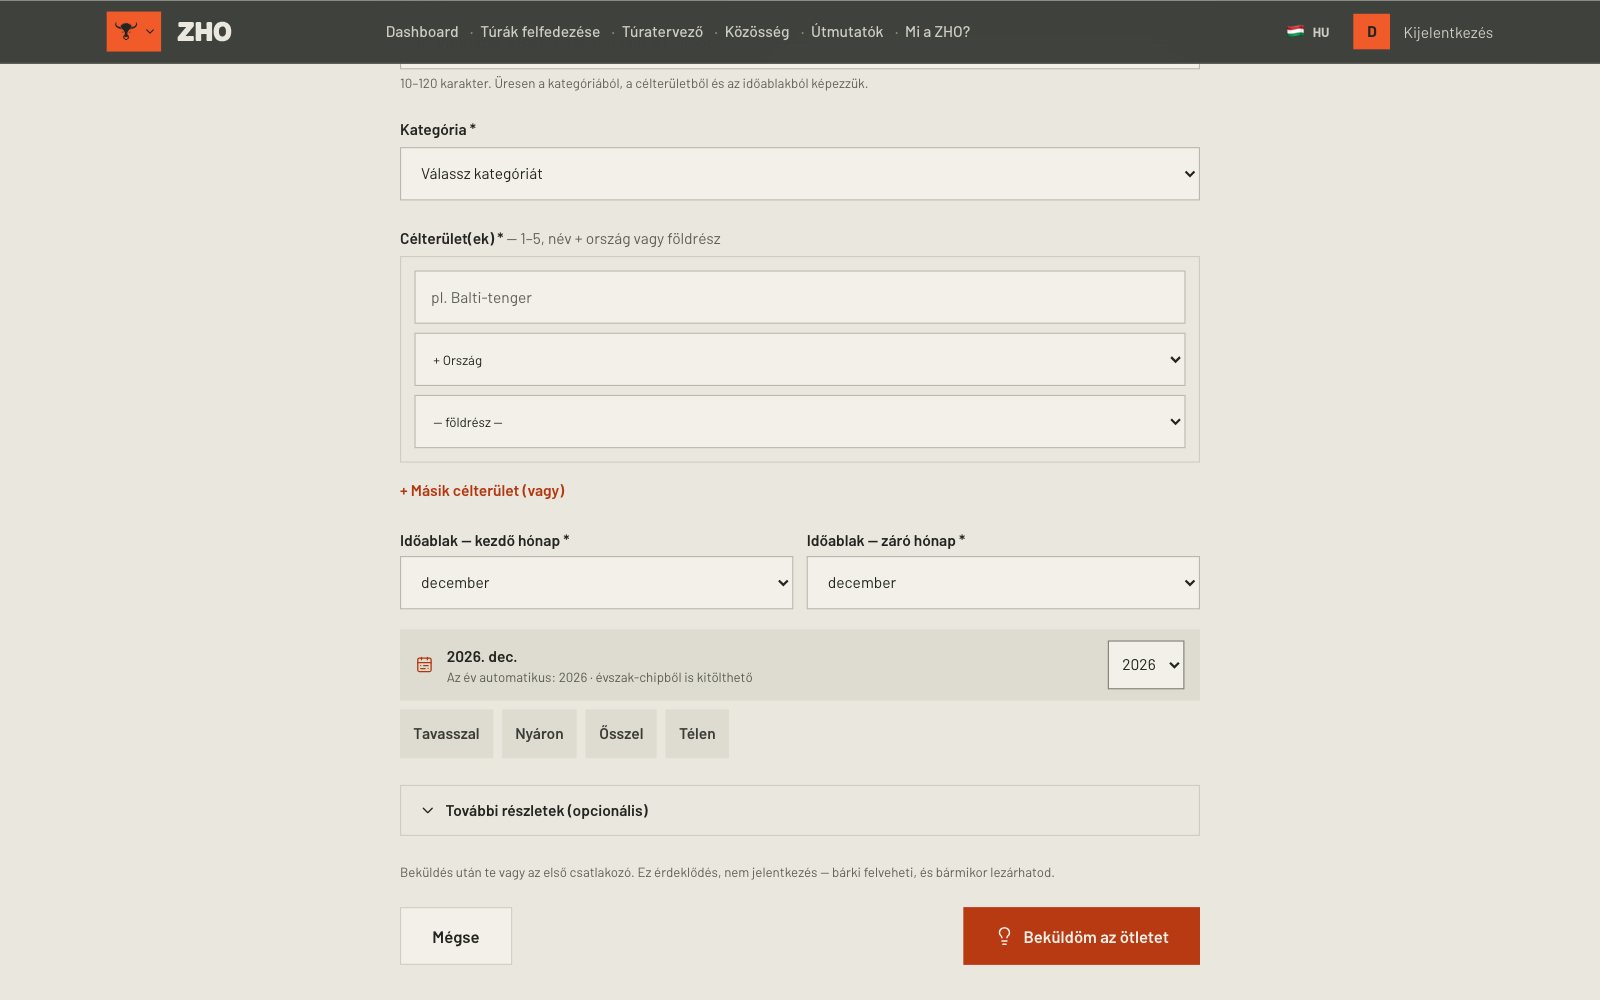 ZHO
Dashboard · Túrák felfedezése · Túratervező · Közösség · Útmutatók · Mi a ZHO?
HU
D
Kijelentkezés
10–120 karakter. Üresen a kategóriából, a célterületből és az időablakból képezzük.
Kategória *
Válassz kategóriát
Célterület(ek) * — 1–5, név + ország vagy földrész
pl. Balti-tenger
+ Ország
— földrész —
+ Másik célterület (vagy)
Időablak — kezdő hónap *
Időablak — záró hónap *
december
december
2026. dec.
Az év automatikus: 2026 · évszak-chipből is kitölthető
2026
Tavasszal
Nyáron
Ősszel
Télen
További részletek (opcionális)
Beküldés után te vagy az első csatlakozó. Ez érdeklődés, nem jelentkezés — bárki felveheti, és bármikor lezárhatod.
Mégse
Beküldöm az ötletet